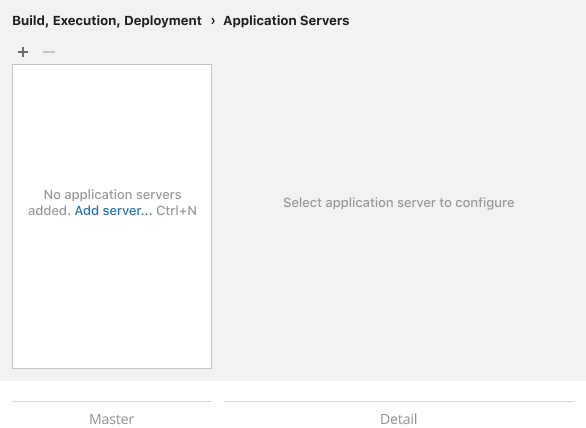 Build, Execution, Deployment › Application Servers
No application servers
added. Add server... Ctrl+N
Select application server to configure
Master
Detail